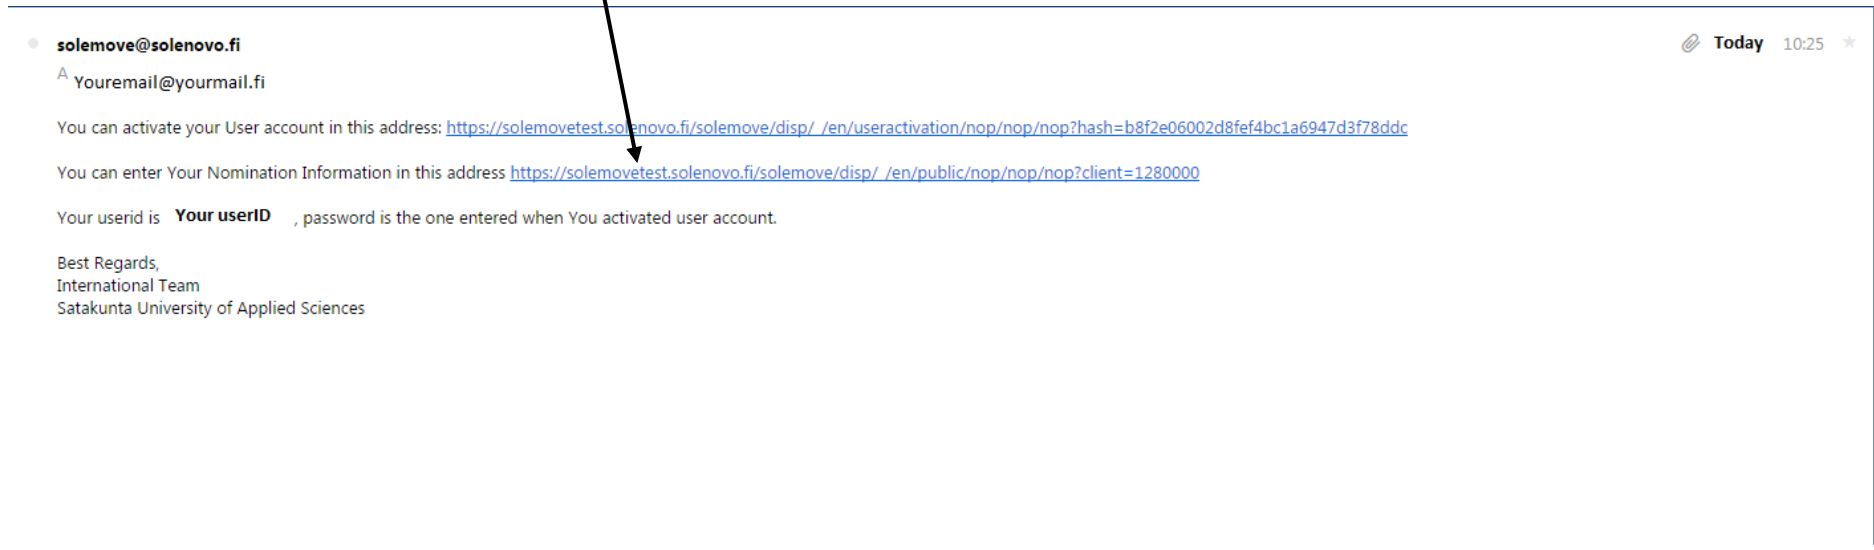 solemove@solenovo.fi
Today 10:25
A Youremail@yourmail.fi
You can activate your User account in this address: https://solemovetest.solenovo.fi/solemove/disp/_/en/useractivation/nop/nop/nop?hash=b8f2e06002d8fef4bc1a6947d3f78ddc
You can enter Your Nomination Information in this address https://solemovetest.solenovo.fi/solemove/disp/_/en/public/nop/nop/nop?client=1280000
Your userid is Your userID , password is the one entered when You activated user account.
Best Regards,
International Team
Satakunta University of Applied Sciences